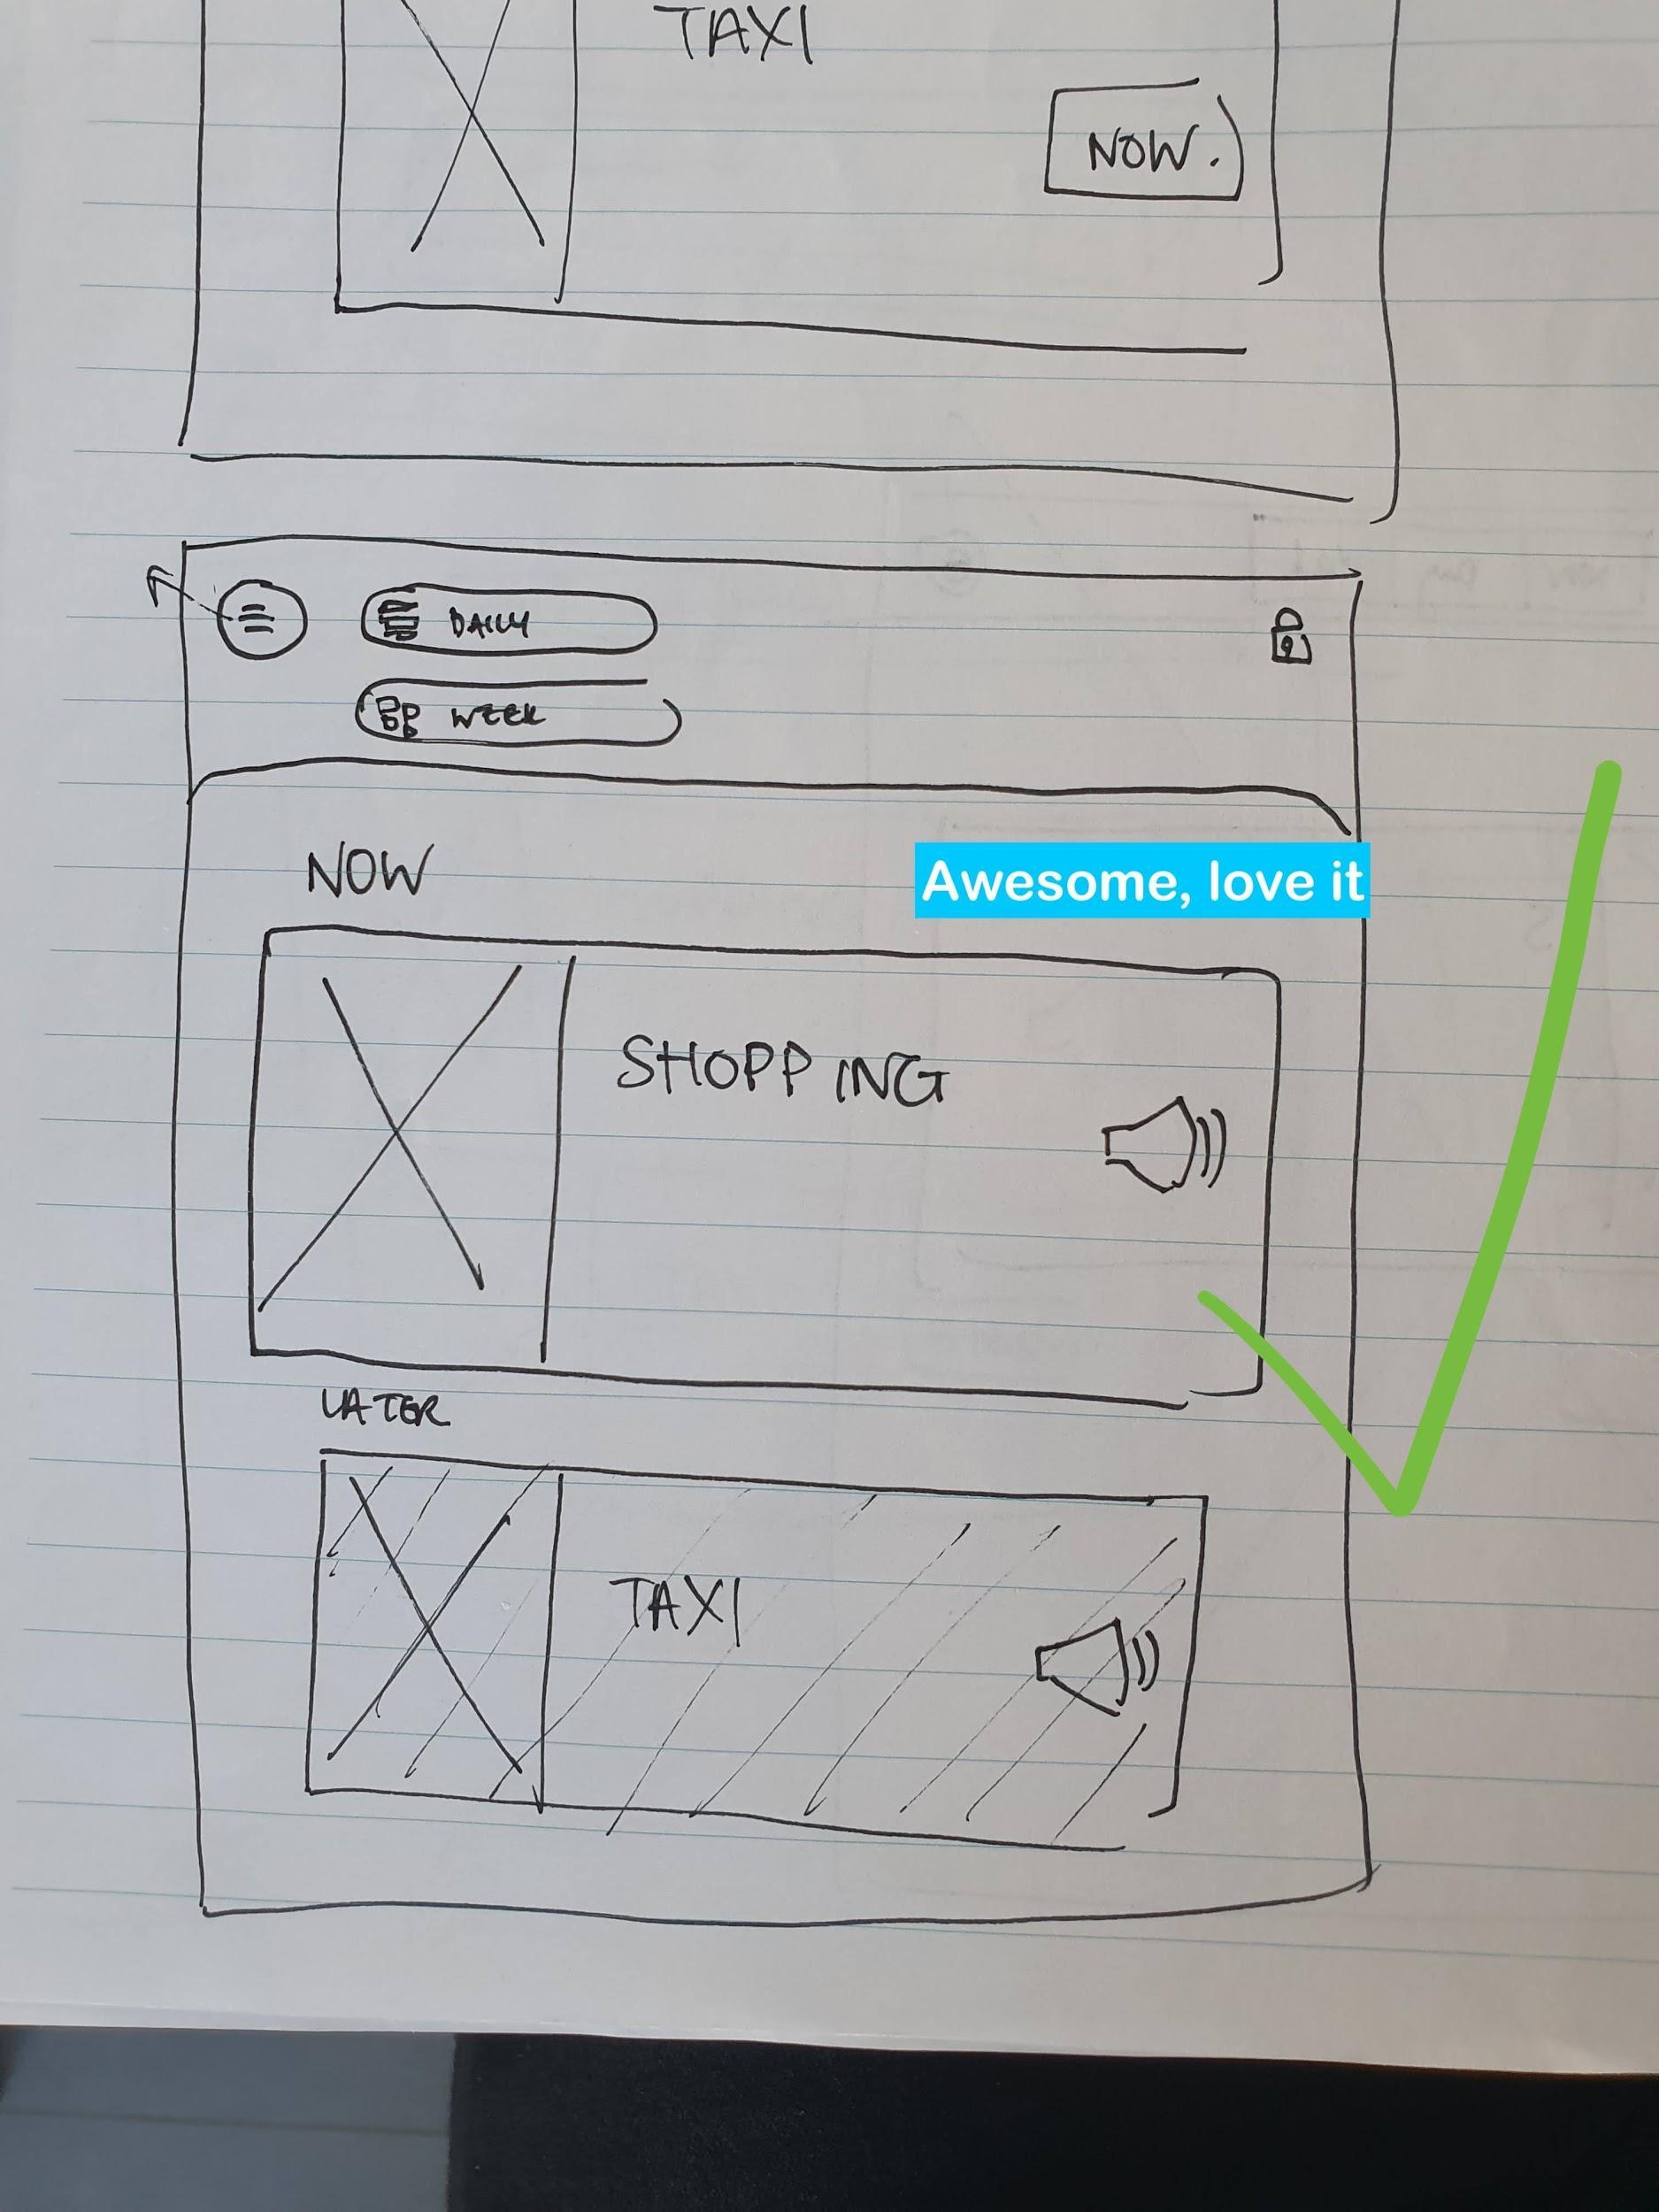 TAXI
NOW.
DAILY
WEEK
NOW
Awesome, love it
SHOPPING
LATER
TAXI